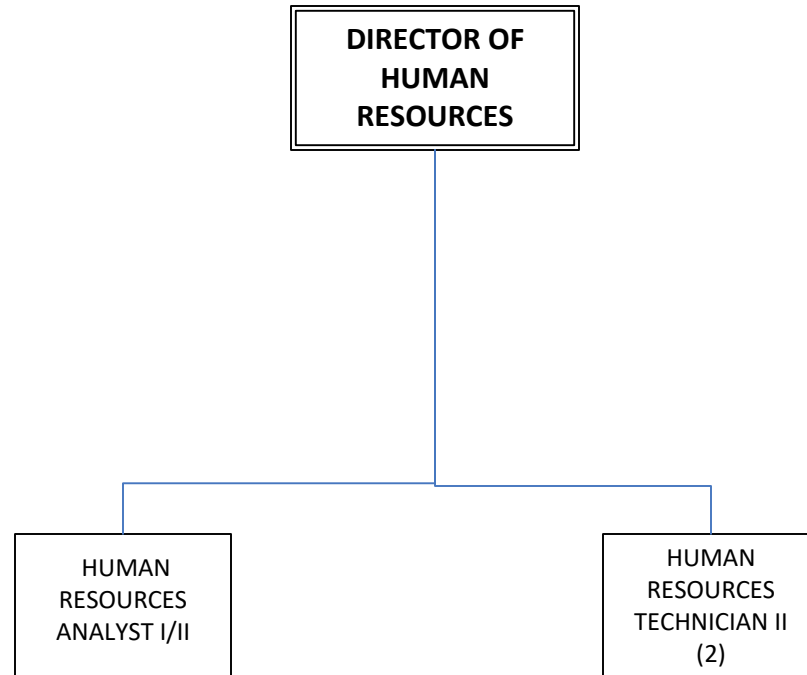 DIRECTOR OF
HUMAN
RESOURCES
HUMAN
RESOURCES
ANALYST I/II
HUMAN
RESOURCES
TECHNICIAN II
(2)